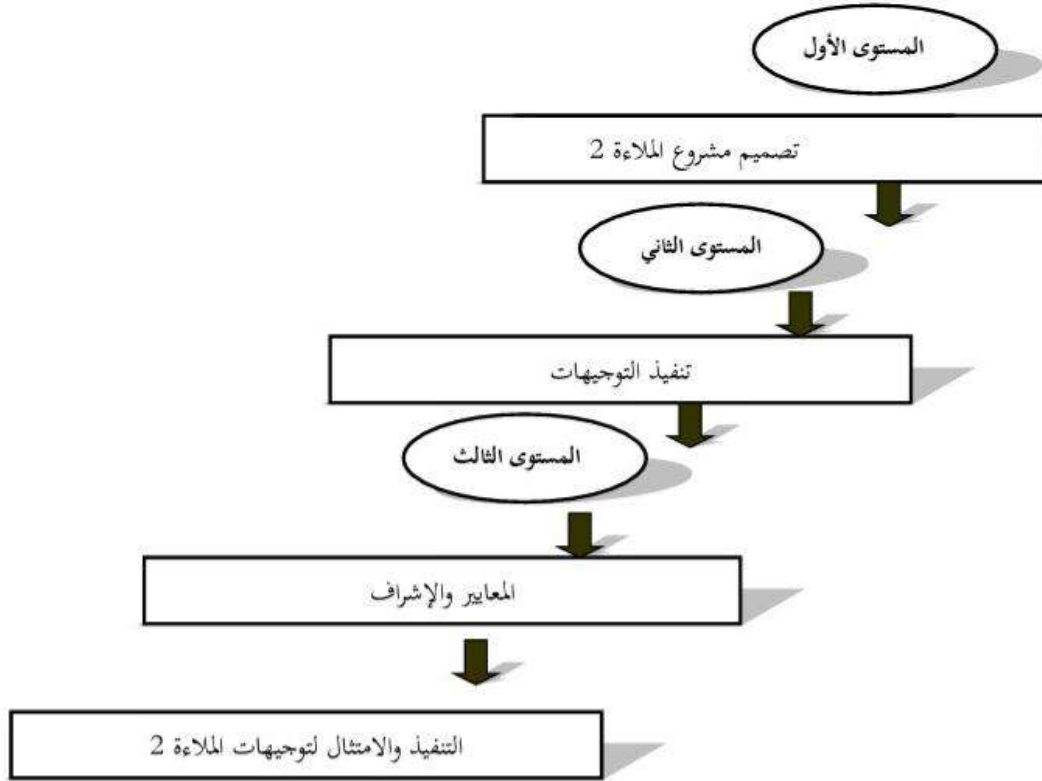 المستوى الأول
تصميم مشروع الملاءة 2
المستوى الثاني
تنفيذ التوجيهات
المستوى الثالث
المعايير والإشراف
التنفيذ والامتثال لتوجيهات الملاءة 2